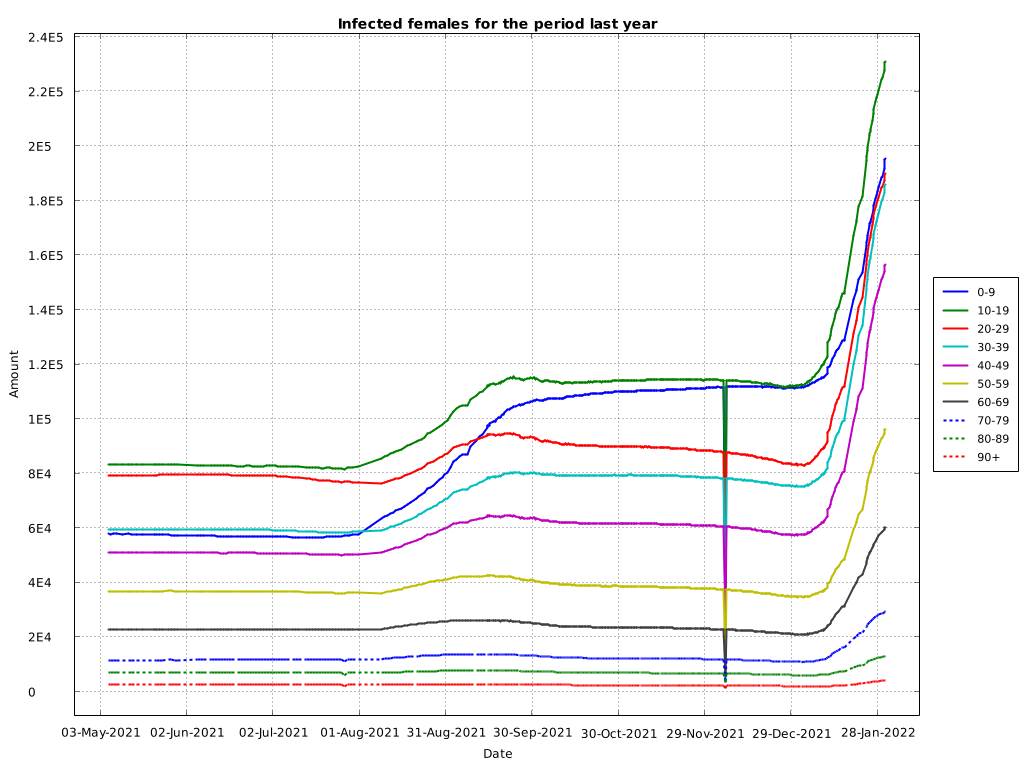 Infected females for the period last year
2.4E5
2.2E5
2E5
1.8E5
1.6E5
1.4E5
1.2E5
1E5
8E4
6E4
4E4
2E4
0
Amount
03-May-2021 02-Jun-2021 02-Jul-2021 01-Aug-2021 31-Aug-2021 30-Sep-2021 30-Oct-2021 29-Nov-2021 29-Dec-2021 28-Jan-2022
Date
0-9
10-19
20-29
30-39
40-49
50-59
60-69
70-79
80-89
90+